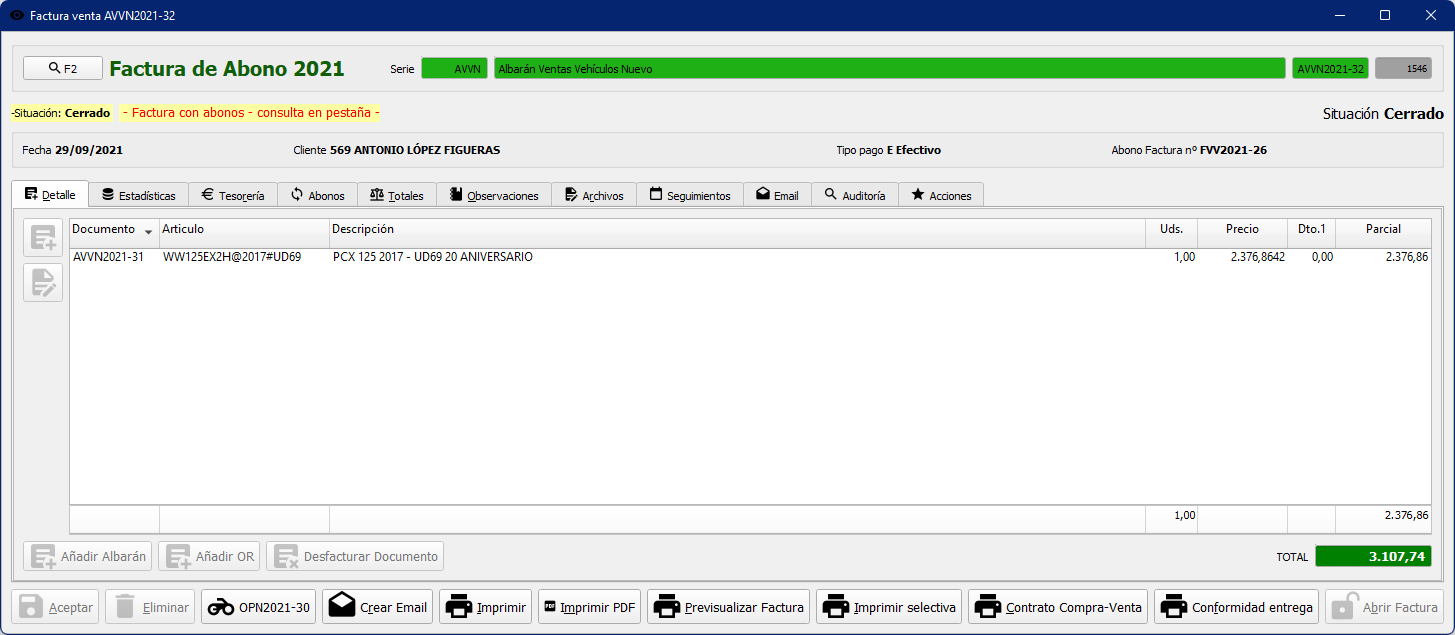 Factura venta AVVN2021-32
F2 Factura de Abono 2021 Serie AVVN Albarán Ventas Vehículos Nuevo AVVN2021-32 1546
-Situación: Cerrado - Factura con abonos - consulta en pestaña - Situación Cerrado
Fecha 29/09/2021 Cliente 569 ANTONIO LÓPEZ FIGUERAS Tipo pago E Efectivo Abono Factura nº FVV2021-26
Detalle Estadísticas Tesorería Abonos Totales Observaciones Archivos Seguimientos Email Auditoría Acciones
Documento Articulo Descripción Uds. Precio Dto.1 Parcial
AVVN2021-31 WW125EX2H@2017#UD69 PCX 125 2017 - UD69 20 ANIVERSARIO 1,00 2.376,8642 0,00 2.376,86
1,00 2.376,86
Añadir Albarán Añadir OR Desfacturar Documento TOTAL 3.107,74
Aceptar Eliminar OPN2021-30 Crear Email Imprimir PDF Imprimir PDF Previsualizar Factura Imprimir selectiva Contrato Compra-Venta Conformidad entrega Abrir Factura